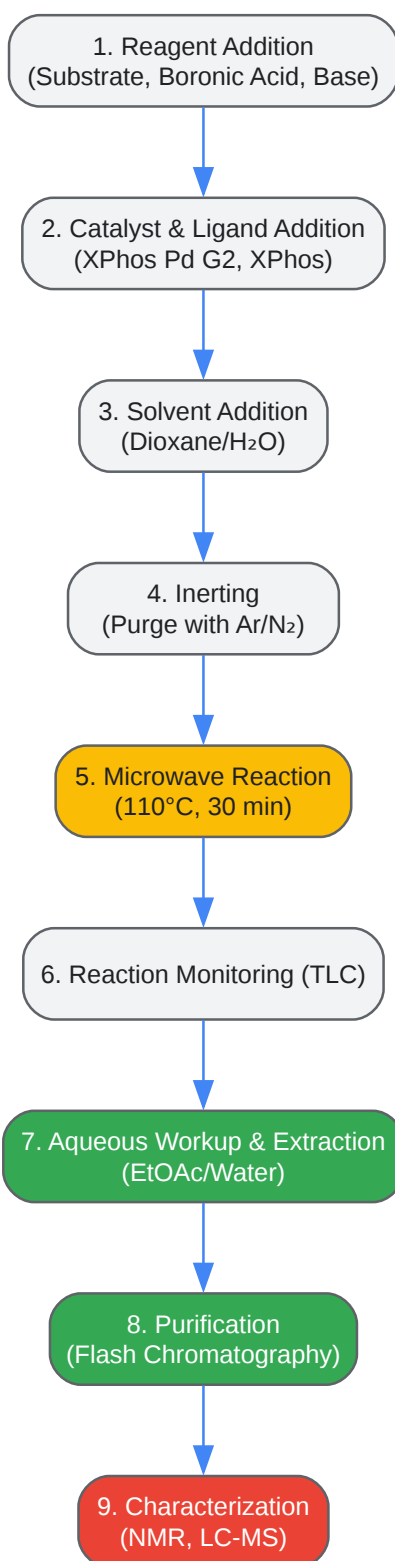 1. Reagent Addition
(Substrate, Boronic Acid, Base)
2. Catalyst & Ligand Addition
(XPhos Pd G2, XPhos)
3. Solvent Addition
(Dioxane/H₂O)
4. Inerting
(Purge with Ar/N₂)
5. Microwave Reaction
(110°C, 30 min)
6. Reaction Monitoring (TLC)
7. Aqueous Workup & Extraction
(EtOAc/Water)
8. Purification
(Flash Chromatography)
9. Characterization
(NMR, LC-MS)